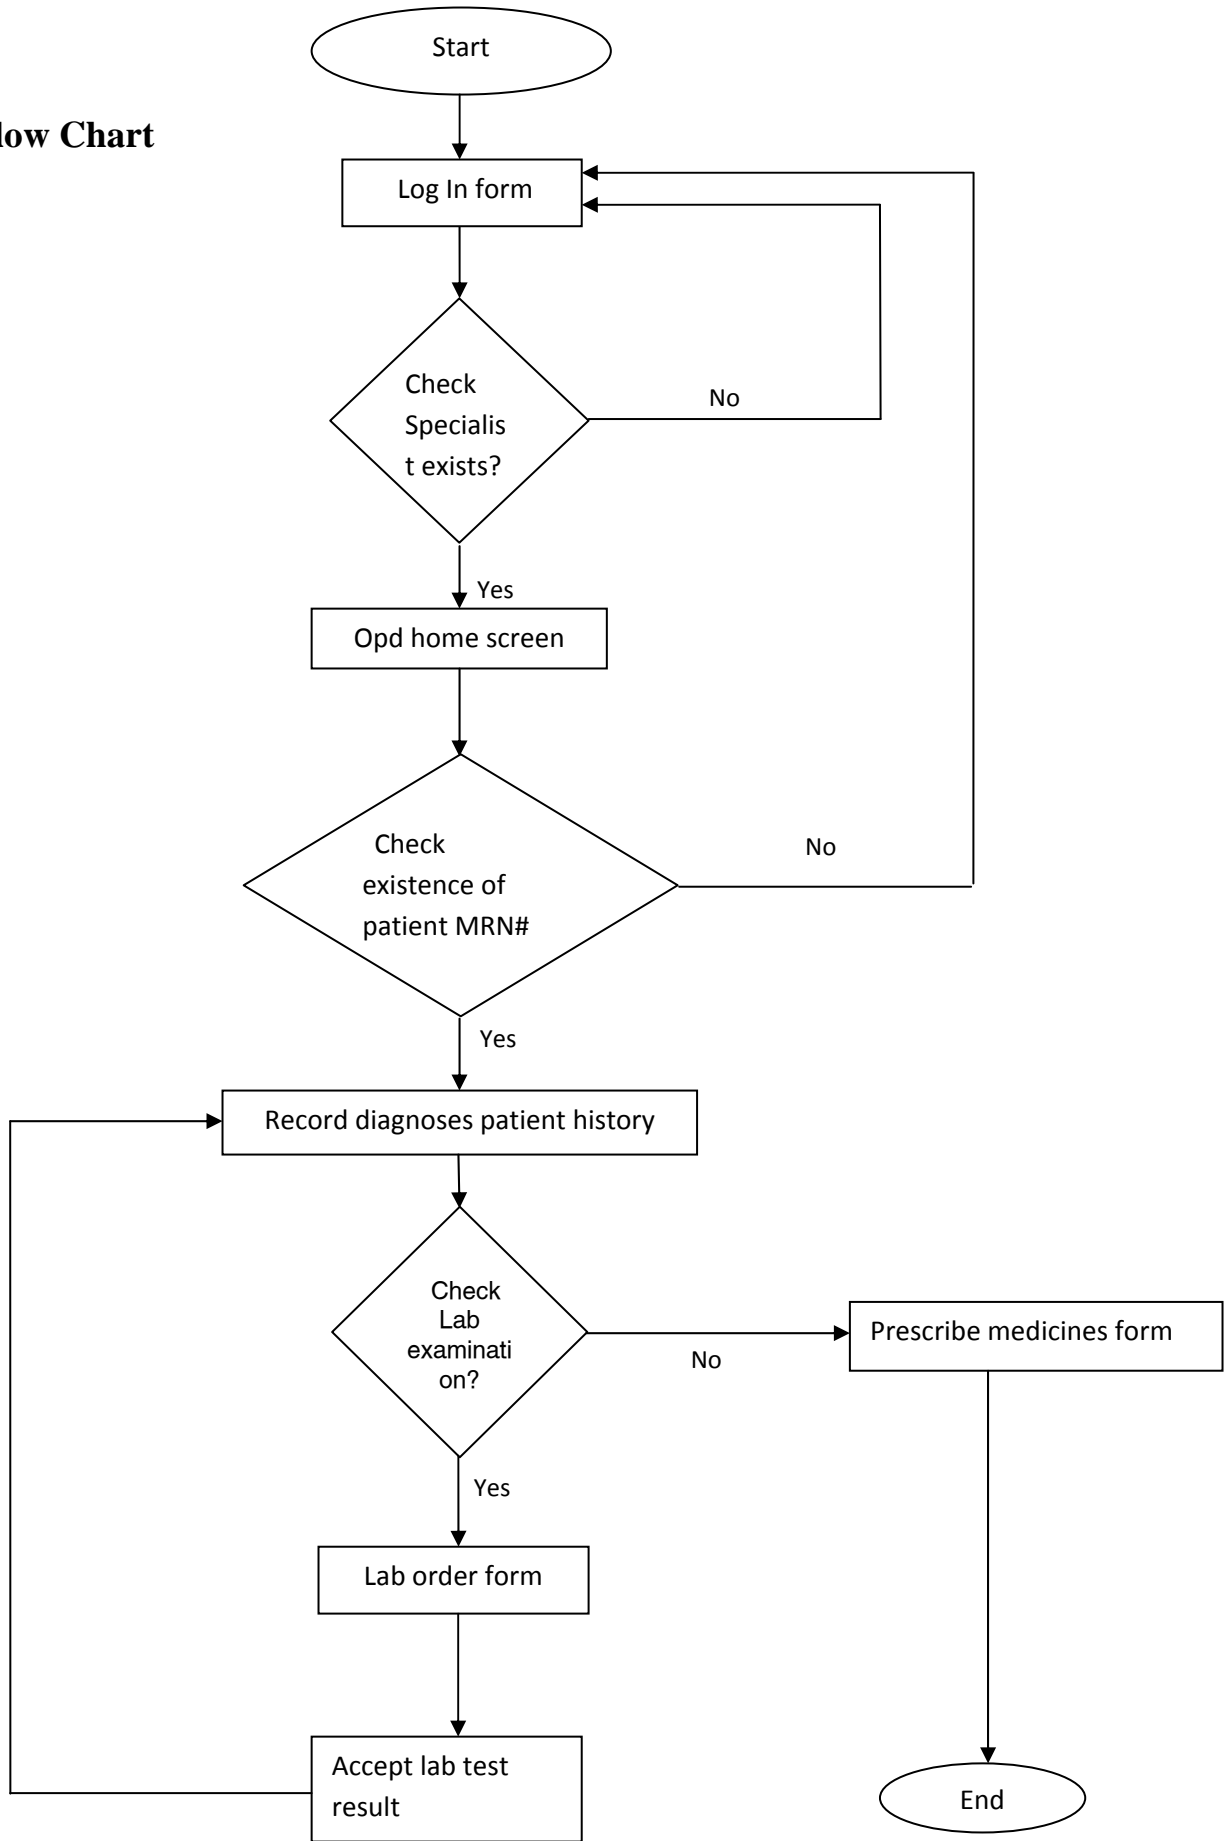 Start
low Chart
Log In form
Check
Specialis
t exists?
No
Yes
Opd home screen
Check
existence of
patient MRN#
No
Yes
Record diagnoses patient history
Check
Lab
examinati
on?
No
Prescribe medicines form
Yes
Lab order form
Accept lab test
result
End